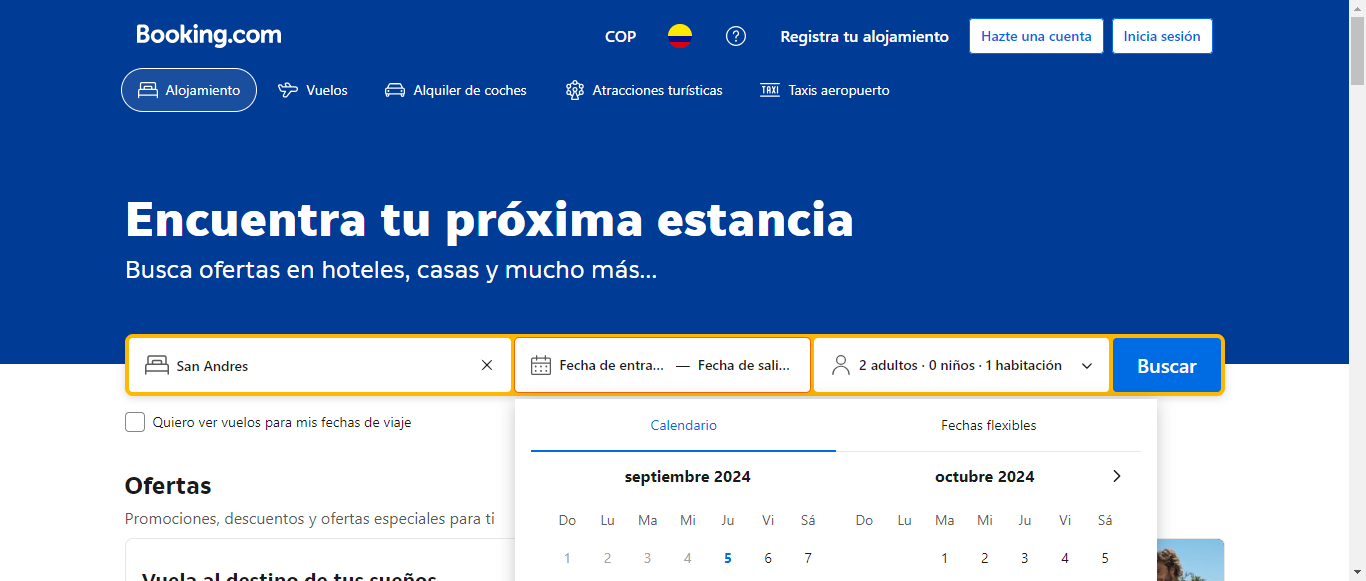 Booking.com
COP
Registra tu alojamiento
Hazte una cuenta
Inicia sesión
Alojamiento
Vuelos
Alquiler de coches
Atracciones turísticas
TAXI
Taxis aeropuerto
Encuentra tu próxima estancia
Busca ofertas en hoteles, casas y mucho más...
San Andres
Fecha de entra... — Fecha de sali...
2 adultos · 0 niños · 1 habitación
Buscar
Quiero ver vuelos para mis fechas de viaje
Calendario
Fechas flexibles
Ofertas
Promociones, descuentos y ofertas especiales para ti
Vuela al destino de tus sueños
septiembre 2024
Do Lu Ma Mi Ju Vi Sá
1 2 3 4 5 6 7
octubre 2024
Do Lu Ma Mi Ju Vi Sá
1 2 3 4 5